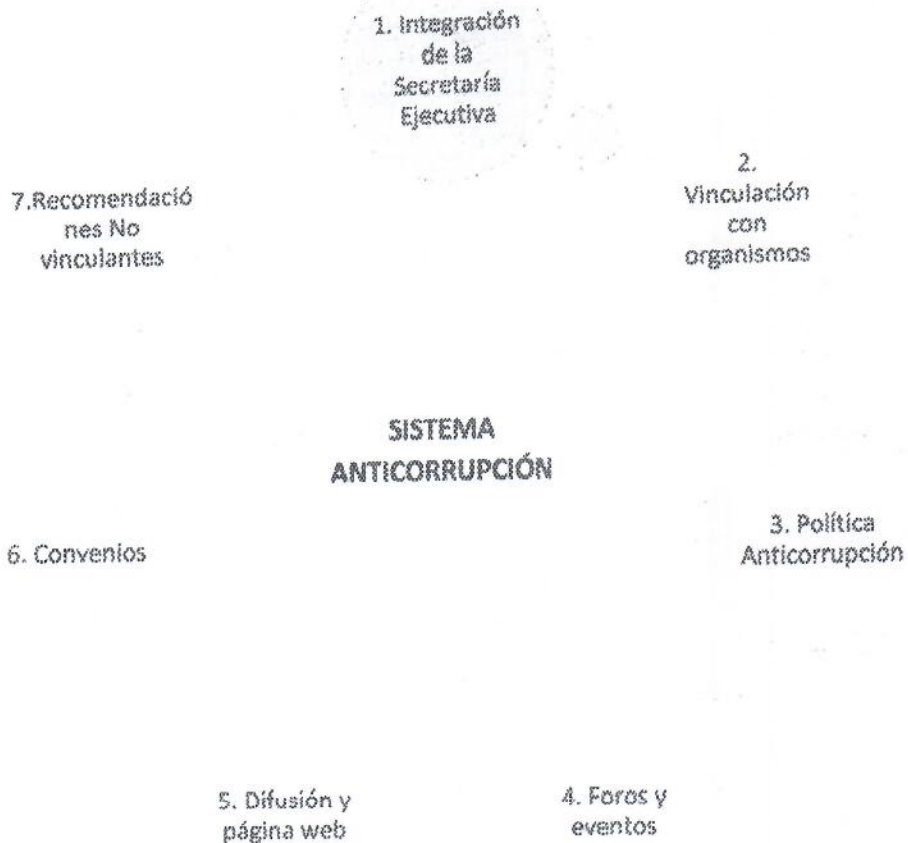 1. Integración
de la
Secretaría
Ejecutiva
2.
Vinculación
con
organismos
7.Recomendació
nes No
vinculantes
SISTEMA
ANTICORRUPCIÓN
3. Política
Anticorrupción
6. Convenios
5. Difusión y
página web
4. Foros y
eventos